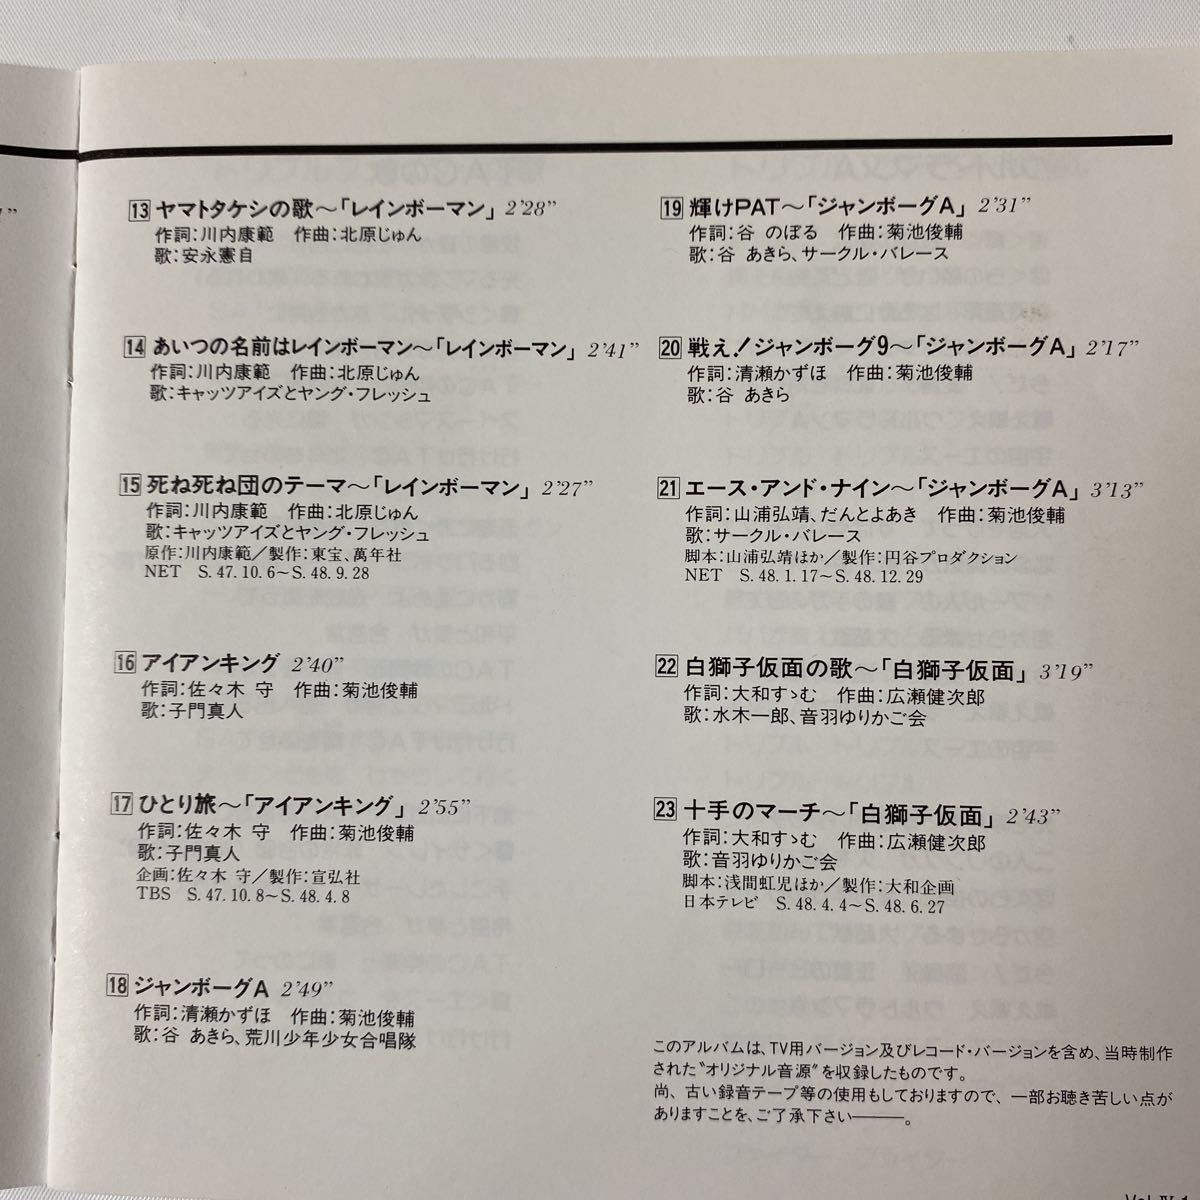 13 ヤマトタケシの歌～「レインボーマン」 2'28"
作詞：川内康範　作曲：北原じゅん
歌：安永憲自
14 あいつの名前はレインボーマン～「レインボーマン」 2'41"
作詞：川内康範　作曲：北原じゅん
歌：キャッツアイズとヤング・フレッシュ
15 死ね死ね団のテーマ～「レインボーマン」 2'27"
作詞：川内康範　作曲：北原じゅん
歌：キャッツアイズとヤング・フレッシュ
原作：川内康範／製作：東宝、萬年社
NET　S.47.10.6～S.48.9.28
16 アイアンキング 2'40"
作詞：佐々木 守　作曲：菊池俊輔
歌：子門真人
17 ひとり旅～「アイアンキング」 2'55"
作詞：佐々木 守　作曲：菊池俊輔
歌：子門真人
企画：佐々木 守／製作：宣弘社
TBS　S.47.10.8～S.48.4.8
18 ジャンボーグA 2'49"
作詞：清瀬かずほ　作曲：菊池俊輔
歌：谷 あきら、荒川少年少女合唱隊
19 輝けPAT～「ジャンボーグA」 2'31"
作詞：谷 のぼる　作曲：菊池俊輔
歌：谷 あきら、サークル・バレース
20 戦え！ジャンボーグ9～「ジャンボーグA」 2'17"
作詞：清瀬かずほ　作曲：菊池俊輔
歌：谷 あきら
21 エース・アンド・ナイン～「ジャンボーグA」 3'13"
作詞：山浦弘靖、だんとよあき　作曲：菊池俊輔
歌：サークル・バレース
脚本：山浦弘靖ほか／製作：円谷プロダクション
NET　S.48.1.17～S.48.12.29
22 白獅子仮面の歌～「白獅子仮面」 3'19"
作詞：大和すゝむ　作曲：広瀬健次郎
歌：水木一郎、音羽ゆりかご会
23 十手のマーチ～「白獅子仮面」 2'43"
作詞：大和すゝむ　作曲：広瀬健次郎
歌：音羽ゆりかご会
脚本：浅間虹児ほか／製作：大和企画
日本テレビ　S.48.4.4～S.48.6.27
このアルバムは、TV用バージョン及びレコード・バージョンを含め、当時制作
された〝オリジナル音源〟を収録したものです。
尚、古い録音テープ等の使用もしておりますので、一部お聴き苦しい点が
ありますことを、ご了承下さい───。